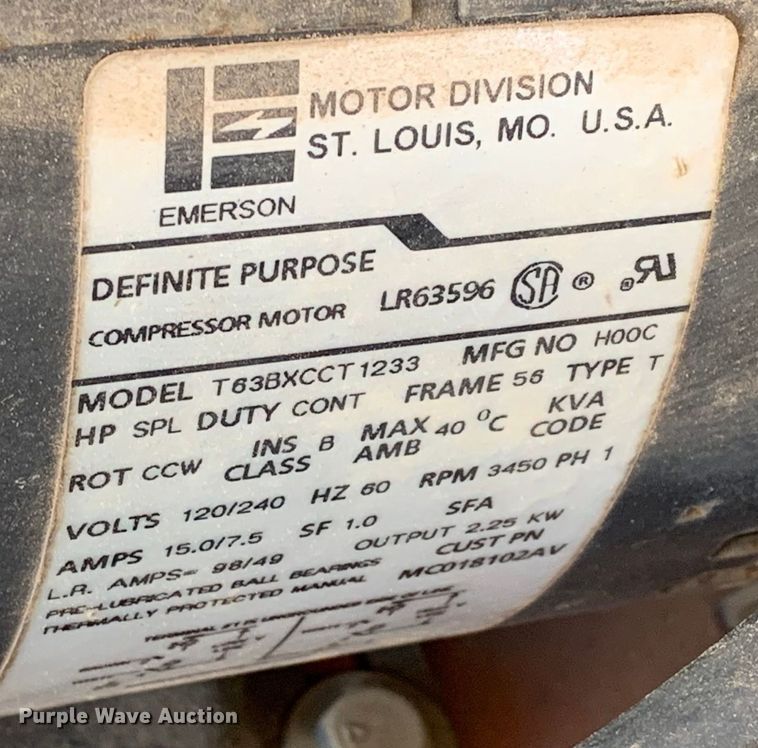 MOTOR DIVISION
ST. LOUIS, MO. U.S.A.
EMERSON
DEFINITE PURPOSE
COMPRESSOR MOTOR LR63596 SA ® ® RU
MODEL T63BXCCT1233 MFG NO H00C
HP SPL DUTY CONT FRAME 56 TYPE T
ROT CCW INS CLASS B MAX AMB 40 °C KVA CODE
VOLTS 120/240 HZ 60 RPM 3450 PH 1
AMPS 15.0/7.5 SF 1.0 SFA
L.R. AMPS= 98/49 OUTPUT 2.25 KW
PRE-LUBRICATED BALL BEARINGS CUST PN
THERMALLY PROTECTED MANUAL MC018102AV
Purple Wave Auction